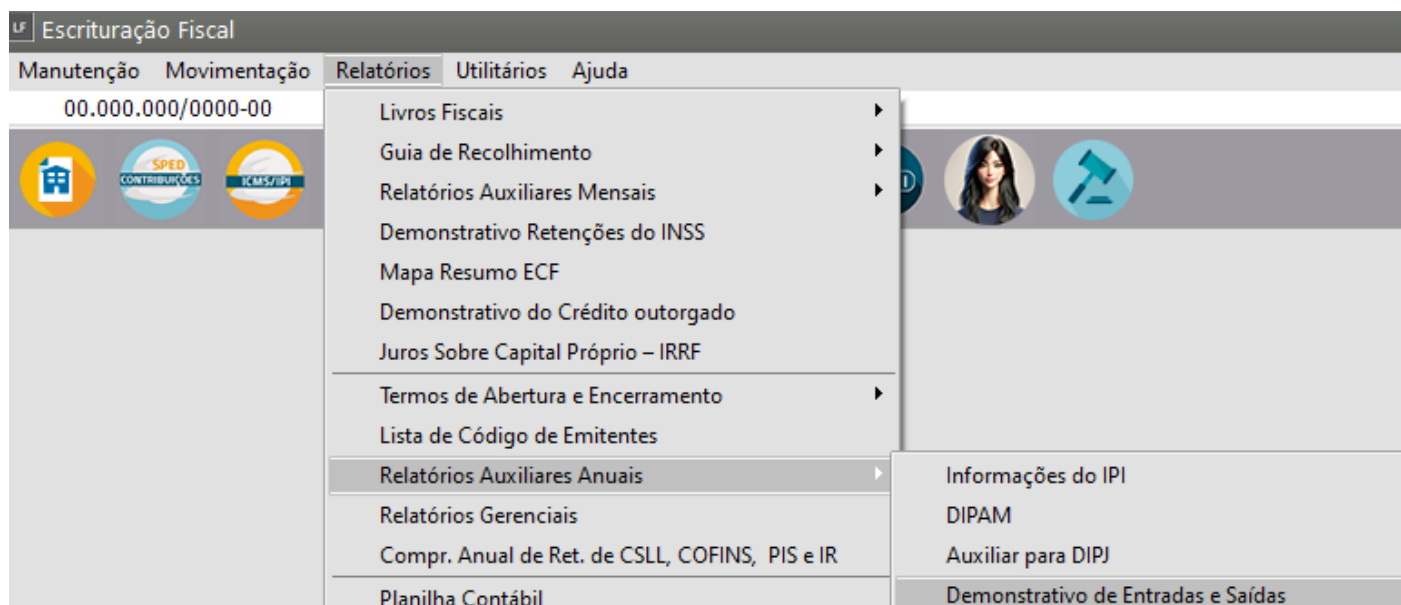 LF Escrituração Fiscal
Manutenção Movimentação Relatórios Utilitários Ajuda
00.000.000/0000-00
SPED
CONTRIBUIÇÕES
ICMS/IPI
Livros Fiscais
Guia de Recolhimento
Relatórios Auxiliares Mensais
Demonstrativo Retenções do INSS
Mapa Resumo ECF
Demonstrativo do Crédito outorgado
Juros Sobre Capital Próprio – IRRF
Termos de Abertura e Encerramento
Lista de Código de Emitentes
Relatórios Auxiliares Anuais
Informações do IPI
Relatórios Gerenciais
DIPAM
Compr. Anual de Ret. de CSLL, COFINS, PIS e IR
Auxiliar para DIPJ
Planilha Contábil
Demonstrativo de Entradas e Saídas